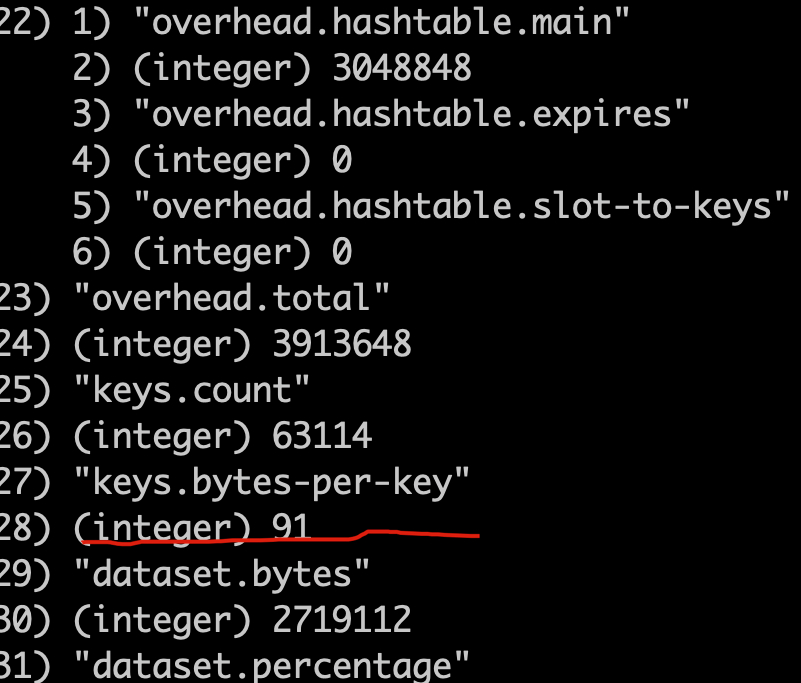 22) 1) "overhead.hashtable.main"
2) (integer) 3048848
3) "overhead.hashtable.expires"
4) (integer) 0
5) "overhead.hashtable.slot-to-keys"
6) (integer) 0
23) "overhead.total"
24) (integer) 3913648
25) "keys.count"
26) (integer) 63114
27) "keys.bytes-per-key"
28) (integer) 91
29) "dataset.bytes"
30) (integer) 2719112
31) "dataset.percentage"